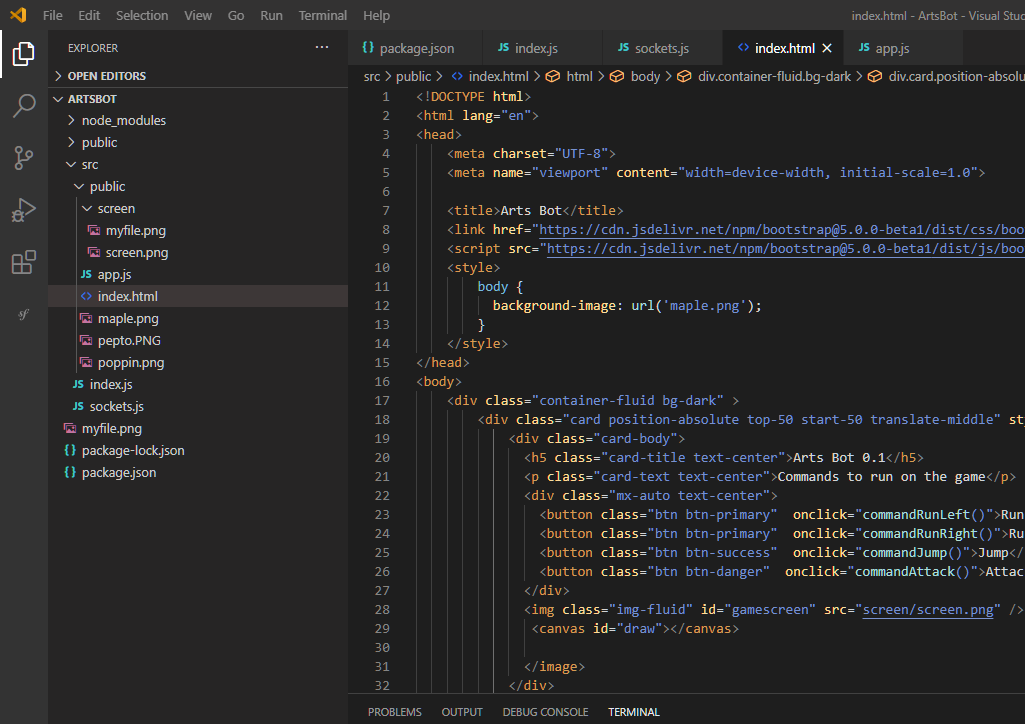 File Edit Selection View Go Run Terminal Help
index.html - ArtsBot - Visual Stu
EXPLORER
OPEN EDITORS
ARTSBOT
node_modules
public
src
public
screen
myfile.png
screen.png
app.js
index.html
maple.png
pepto.PNG
poppin.png
index.js
sockets.js
myfile.png
package-lock.json
package.json
package.json
index.js
sockets.js
index.html
app.js
src > public > index.html > html > body > div.container-fluid.bg-dark > div.card.position-absolu
1 <!DOCTYPE html>
2 <html lang="en">
3 <head>
4 <meta charset="UTF-8">
5 <meta name="viewport" content="width=device-width, initial-scale=1.0">
6
7 <title>Arts Bot</title>
8 <link href="https://cdn.jsdelivr.net/npm/bootstrap@5.0.0-beta1/dist/css/boo
9 <script src="https://cdn.jsdelivr.net/npm/bootstrap@5.0.0-beta1/dist/js/boo
10 <style>
11 body {
12 background-image: url('maple.png');
13 }
14 </style>
15 </head>
16 <body>
17 <div class="container-fluid bg-dark" >
18 <div class="card position-absolute top-50 start-50 translate-middle" st
19 <div class="card-body">
20 <h5 class="card-title text-center">Arts Bot 0.1</h5>
21 <p class="card-text text-center">Commands to run on the game</p>
22 <div class="mx-auto text-center">
23 <button class="btn btn-primary"  onclick="commandRunLeft()">Run
24 <button class="btn btn-primary"  onclick="commandRunRight()">Ru
25 <button class="btn btn-success"  onclick="commandJump()">Jump</
26 <button class="btn btn-danger"  onclick="commandAttack()">Attac
27 </div>
28 <img class="img-fluid" id="gamescreen" src="screen/screen.png" />
29 <canvas id="draw"></canvas>
30
31 </image>
32 </div>
PROBLEMS OUTPUT DEBUG CONSOLE TERMINAL